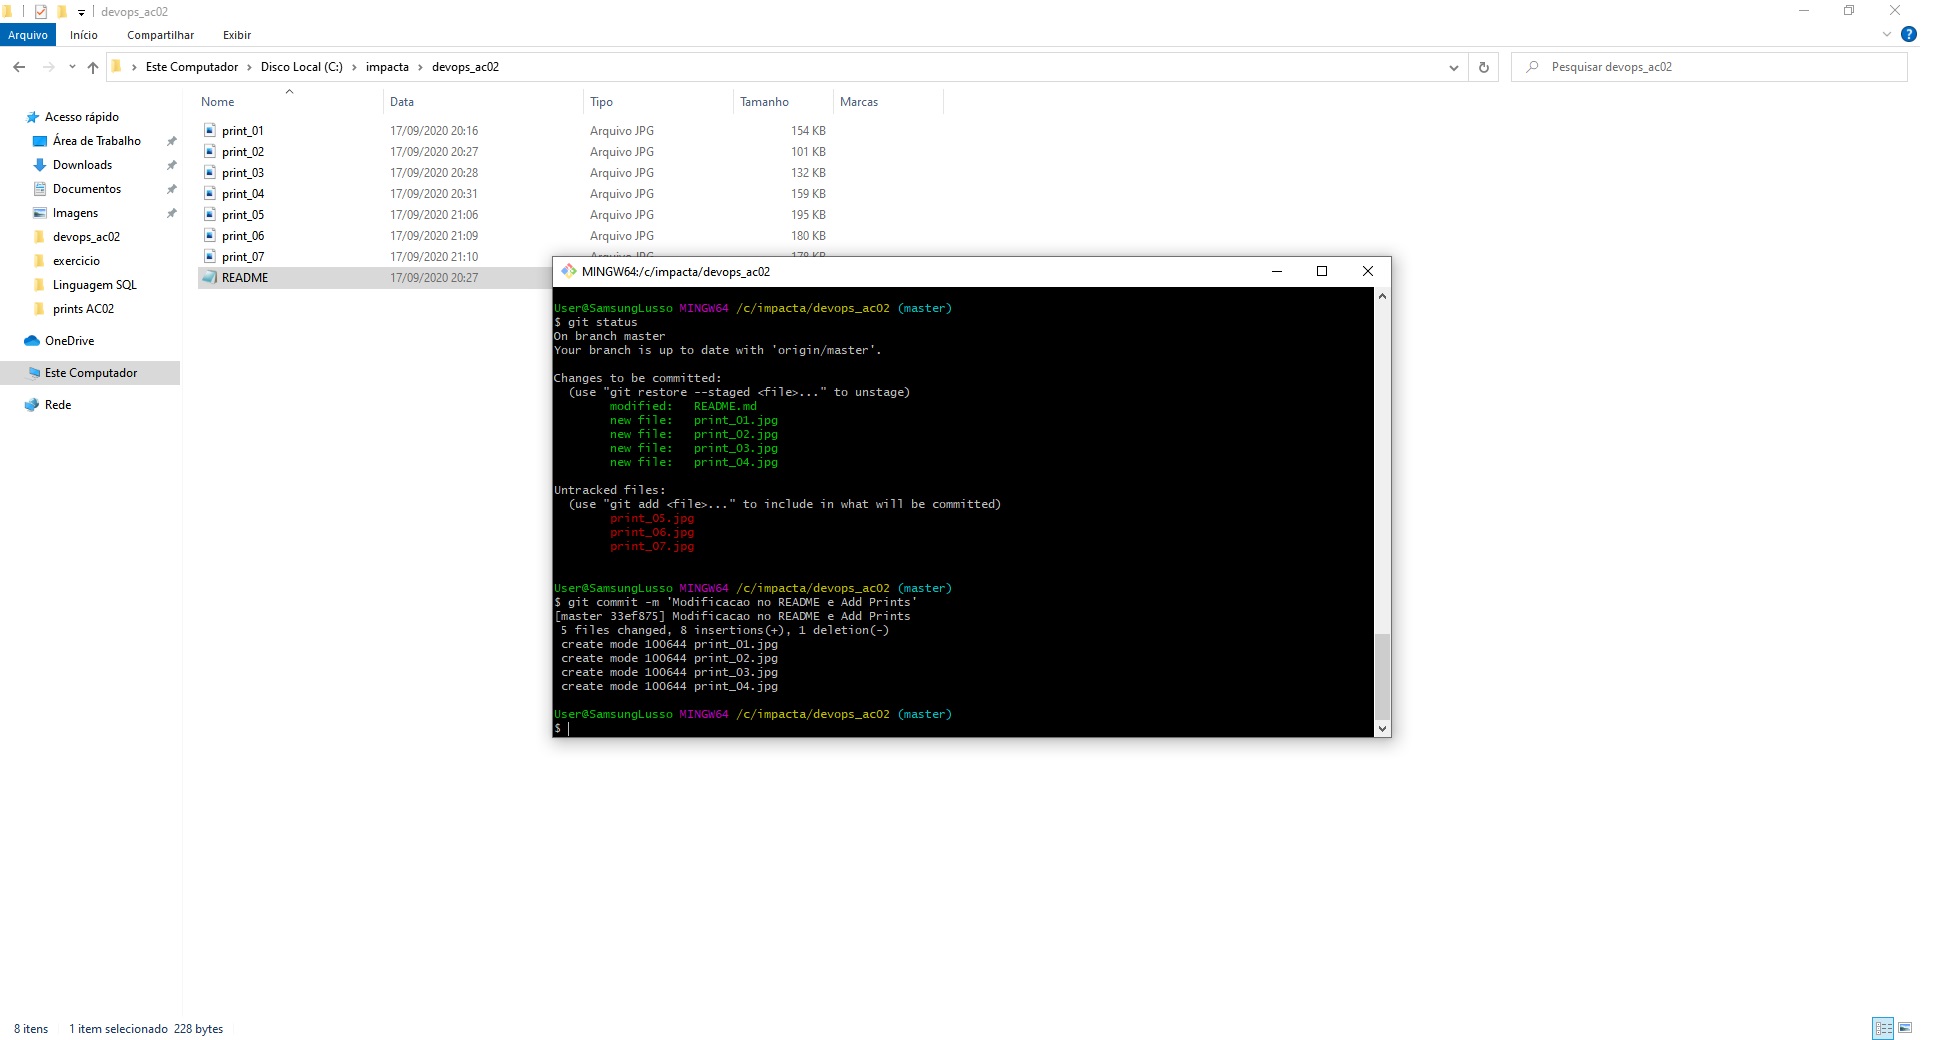 devops_ac02
Arquivo Início Compartilhar Exibir
Este Computador > Disco Local (C:) > impacta > devops_ac02
Pesquisar devops_ac02
Acesso rápido
Área de Trabalho
Downloads
Documentos
Imagens
devops_ac02
exercicio
Linguagem SQL
prints AC02
OneDrive
Este Computador
Rede
Nome Data Tipo Tamanho Marcas
print_01 17/09/2020 20:16 Arquivo JPG 154 KB
print_02 17/09/2020 20:27 Arquivo JPG 101 KB
print_03 17/09/2020 20:28 Arquivo JPG 132 KB
print_04 17/09/2020 20:31 Arquivo JPG 159 KB
print_05 17/09/2020 21:06 Arquivo JPG 195 KB
print_06 17/09/2020 21:09 Arquivo JPG 180 KB
print_07 17/09/2020 21:10 Arquivo JPG 178 KB
README 17/09/2020 20:27
MINGW64:/c/impacta/devops_ac02
User@SamsungLusso MINGW64 /c/impacta/devops_ac02 (master)
$ git status
On branch master
Your branch is up to date with 'origin/master'.
Changes to be committed:
(use "git restore --staged <file>..." to unstage)
modified: README.md
new file: print_01.jpg
new file: print_02.jpg
new file: print_03.jpg
new file: print_04.jpg
Untracked files:
(use "git add <file>..." to include in what will be committed)
print_05.jpg
print_06.jpg
print_07.jpg
User@SamsungLusso MINGW64 /c/impacta/devops_ac02 (master)
$ git commit -m 'Modificacao no README e Add Prints'
[master 33ef875] Modificacao no README e Add Prints
5 files changed, 8 insertions(+), 1 deletion(-)
create mode 100644 print_01.jpg
create mode 100644 print_02.jpg
create mode 100644 print_03.jpg
create mode 100644 print_04.jpg
User@SamsungLusso MINGW64 /c/impacta/devops_ac02 (master)
$
8 itens 1 item selecionado 228 bytes